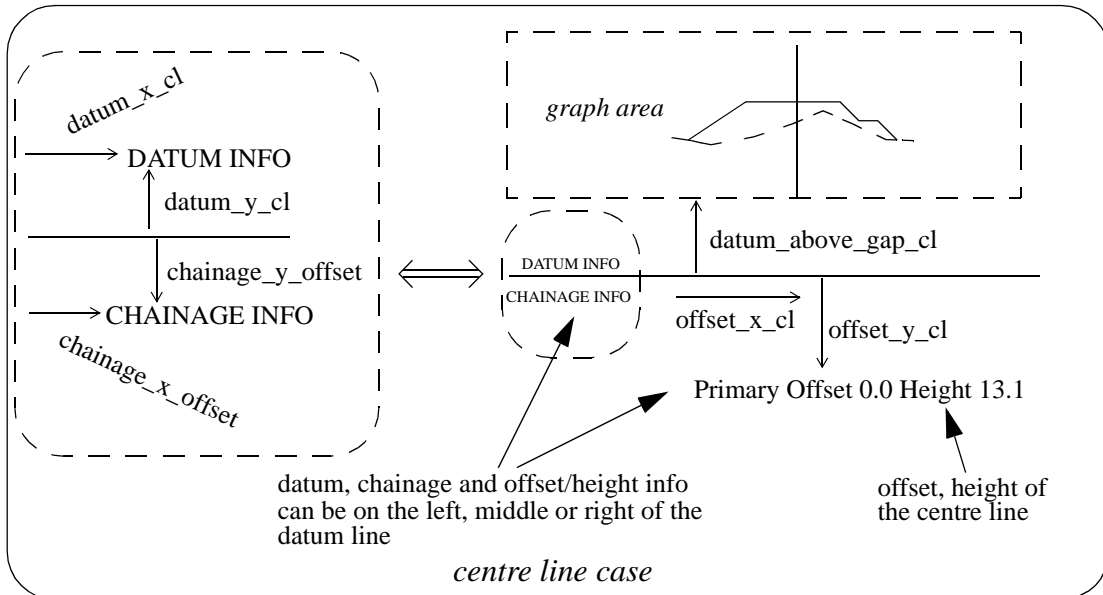 datum_x_cl
DATUM INFO
datum_y_cl
chainage_y_offset
CHAINAGE INFO
chainage_x_offset
graph area
datum_above_gap_cl
DATUM INFO
CHAINAGE INFO
offset_x_cl
offset_y_cl
Primary Offset 0.0 Height 13.1
datum, chainage and offset/height info
can be on the left, middle or right of the
datum line
offset, height of
the centre line
centre line case